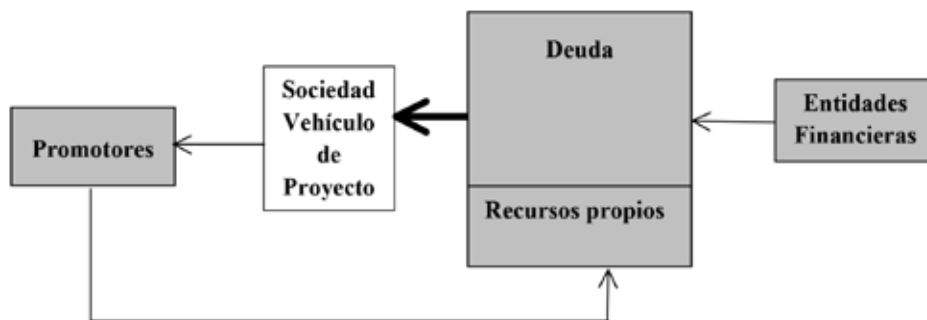 Promotores
Sociedad
Vehículo
de
Proyecto
Deuda
Recursos propios
Entidades
Financieras